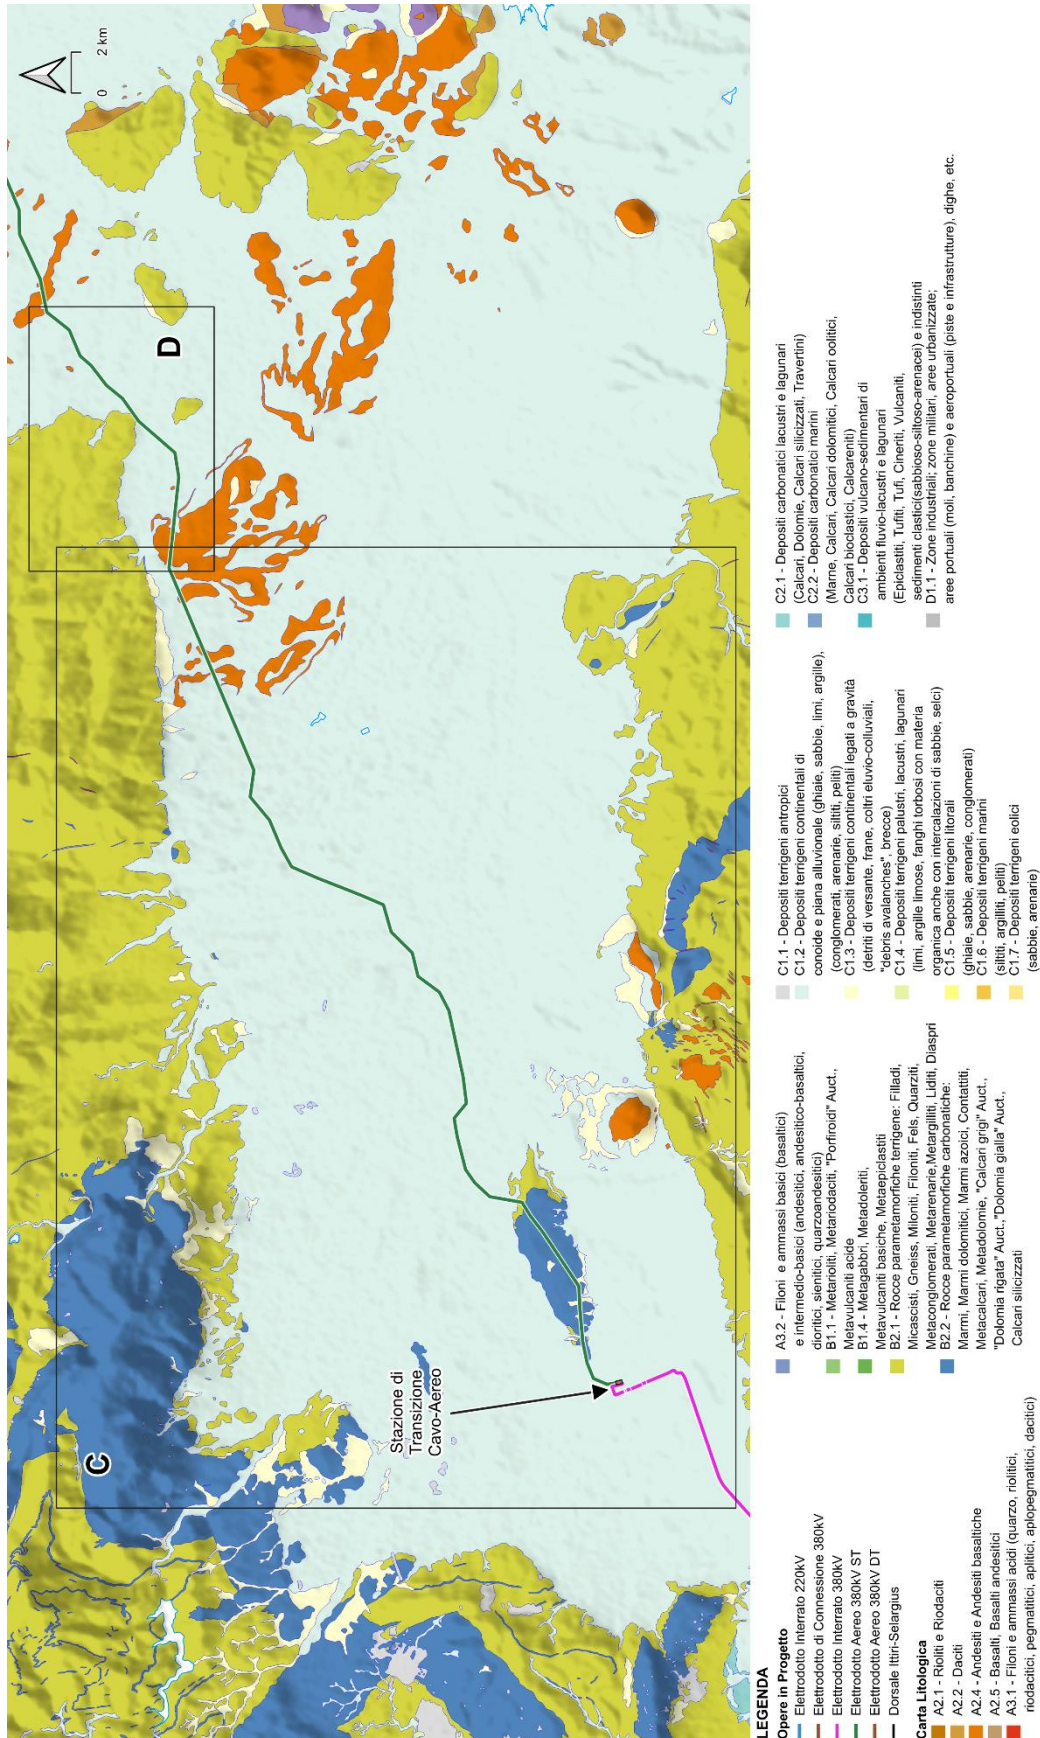 0 2 km
D
C
Stazione di
Transizione
Cavo-Aereo
LEGENDA
Opere in Progetto
Elettrodotto Interrato 220kV
Elettrodotto di Connessione 380kV
Elettrodotto Interrato 380kV
Elettrodotto Aereo 380kV ST
Elettrodotto Aereo 380kV DT
Dorsale Ittiri-Selargius
Carta Litologica
A2.1 - Rioliti e Riodaciti
A2.2 - Daciti
A2.4 - Andesiti e Andesiti basaltiche
A2.5 - Basalti, Basalti andesitici
A3.1 - Filoni e ammassi acidi (quarzo, riolitici,
riodacitici, pegmatitici, aplitici, aplopegmatitici, dacitici)
A3.2 - Filoni e ammassi basici (basaltici)
e intermedio-basici (andesitici, andesitico-basaltici,
dioritici, sienitici, quarzoandesitici)
B1.1 - Metarioliti, Metariodaciti, "Porfiroidi" Auct.,
Metavulcaniti acide
B1.4 - Metagabbri, Metadoleriti,
Metavulcaniti basiche, Metaepiclastiti
B2.1 - Rocce parametamorfiche terrigene: Filladi,
Micascisti, Gneiss, Miloniti, Filoniti, Fels, Quarziti,
Metaconglomerati, Metarenarie,Metargilliti, Liditi, Diaspri
B2.2 - Rocce parametamorfiche carbonatiche:
Marmi, Marmi dolomitici, Marmi azoici, Contattiti,
Metacalcari, Metadolomie, "Calcari grigi" Auct.,
"Dolomia rigata" Auct.,"Dolomia gialla" Auct.,
Calcari silicizzati
C1.1 - Depositi terrigeni antropici
C1.2 - Depositi terrigeni continentali di
conoide e piana alluvionale (ghiaie, sabbie, limi, argille),
(conglomerati, arenarie, siltiti, peliti)
C1.3 - Depositi terrigeni continentali legati a gravità
(detriti di versante, frane, coltri eluvio-colluviali,
"debris avalanches", brecce)
C1.4 - Depositi terrigeni palustri, lacustri, lagunari
(limi, argille limose, fanghi torbosi con materia
organica anche con intercalazioni di sabbie, selci)
C1.5 - Depositi terrigeni litorali
(ghiaie, sabbie, arenarie, conglomerati)
C1.6 - Depositi terrigeni marini
(siltiti, argilliti, peliti)
C1.7 - Depositi terrigeni eolici
(sabbie, arenarie)
C2.1 - Depositi carbonatici lacustri e lagunari
(Calcari, Dolomie, Calcari silicizzati, Travertini)
C2.2 - Depositi carbonatici marini
(Marne, Calcari, Calcari dolomitici, Calcari oolitici,
Calcari bioclastici, Calcareniti)
C3.1 - Depositi vulcano-sedimentari di
ambienti fluvio-lacustri e lagunari
(Epiclastiti, Tufiti, Tufi, Cineriti, Vulcaniti,
sedimenti clastici(sabbioso-siltoso-arenacei) e indistinti
D1.1 - Zone industriali; zone militari, aree urbanizzate;
aree portuali (moli, banchine) e aeroportuali (piste e infrastrutture), dighe, etc.